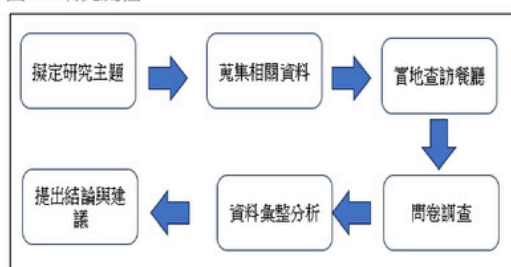 擬定研究主題
蒐集相關資料
實地查訪餐廳
問卷調查
資料彙整分析
提出結論與建
議